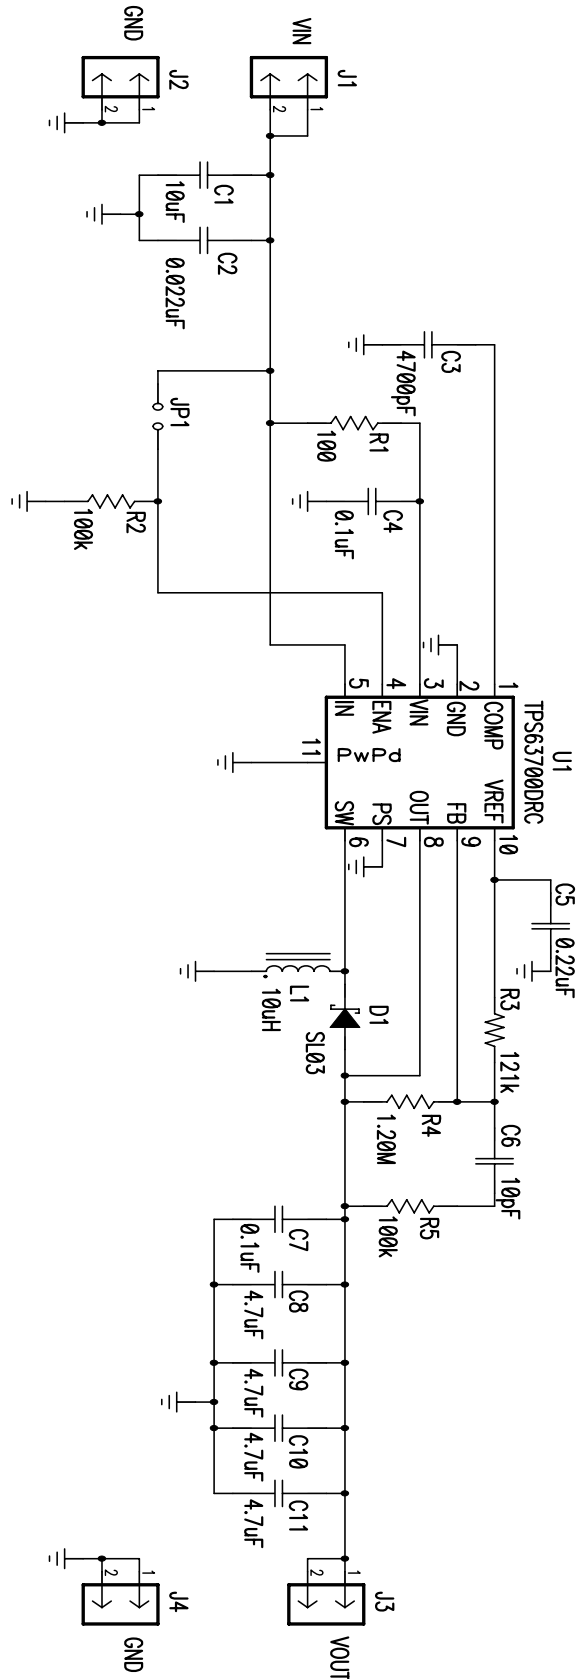 GND
VIN
J2
1
2
J1
1
2
C1
10uF
C2
0.022uF
C3
4700pF
JP1
R1
100
R2
100k
C4
0.1uF
U1
TPS63700DRC
5
4
3
2
1
IN
ENA
VIN
GND
COMP
11
PwPd
SW
PS
OUT
FB
VREF
6
7
8
9
10
C5
0.22uF
L1
10uH
D1
SL03
R3
121k
R4
1.20M
C6
10pF
R5
100k
C7
0.1uF
C8
4.7uF
C9
4.7uF
C10
4.7uF
C11
4.7uF
1
2
J4
GND
1
2
J3
VOUT